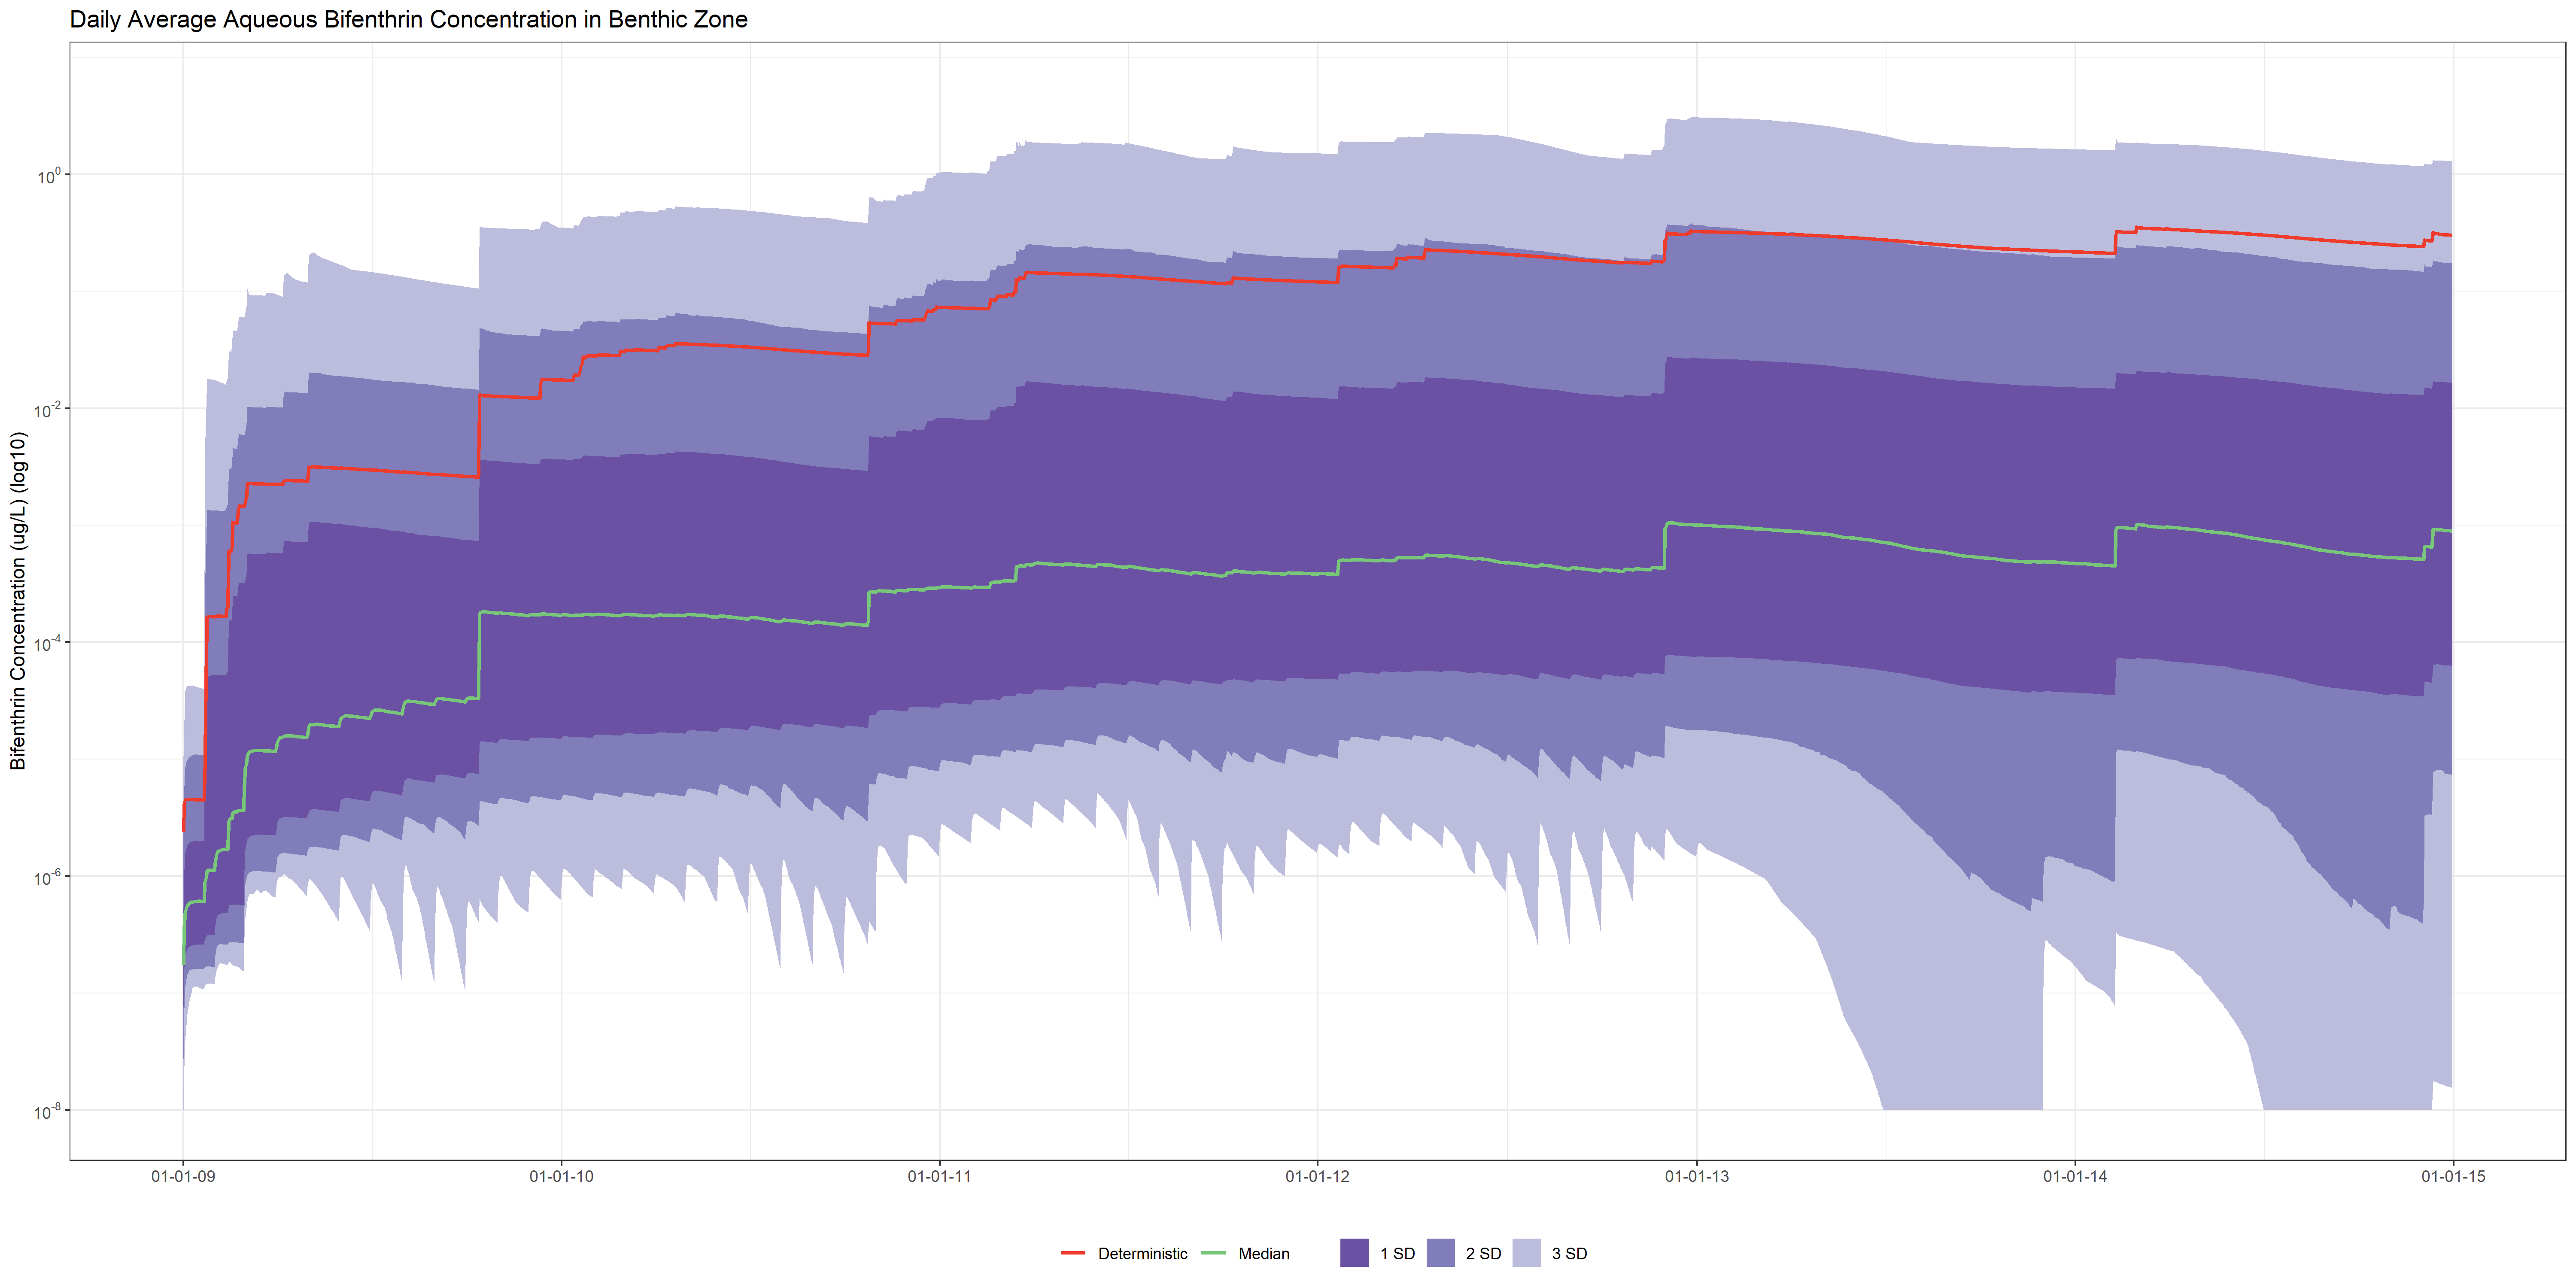 Daily Average Aqueous Bifenthrin Concentration in Benthic Zone
Bifenthrin Concentration (ug/L) (log10)
10⁰
10⁻²
10⁻⁴
10⁻⁶
10⁻⁸
01-01-09 01-01-10 01-01-11 01-01-12 01-01-13 01-01-14 01-01-15
Deterministic Median 1 SD 2 SD 3 SD